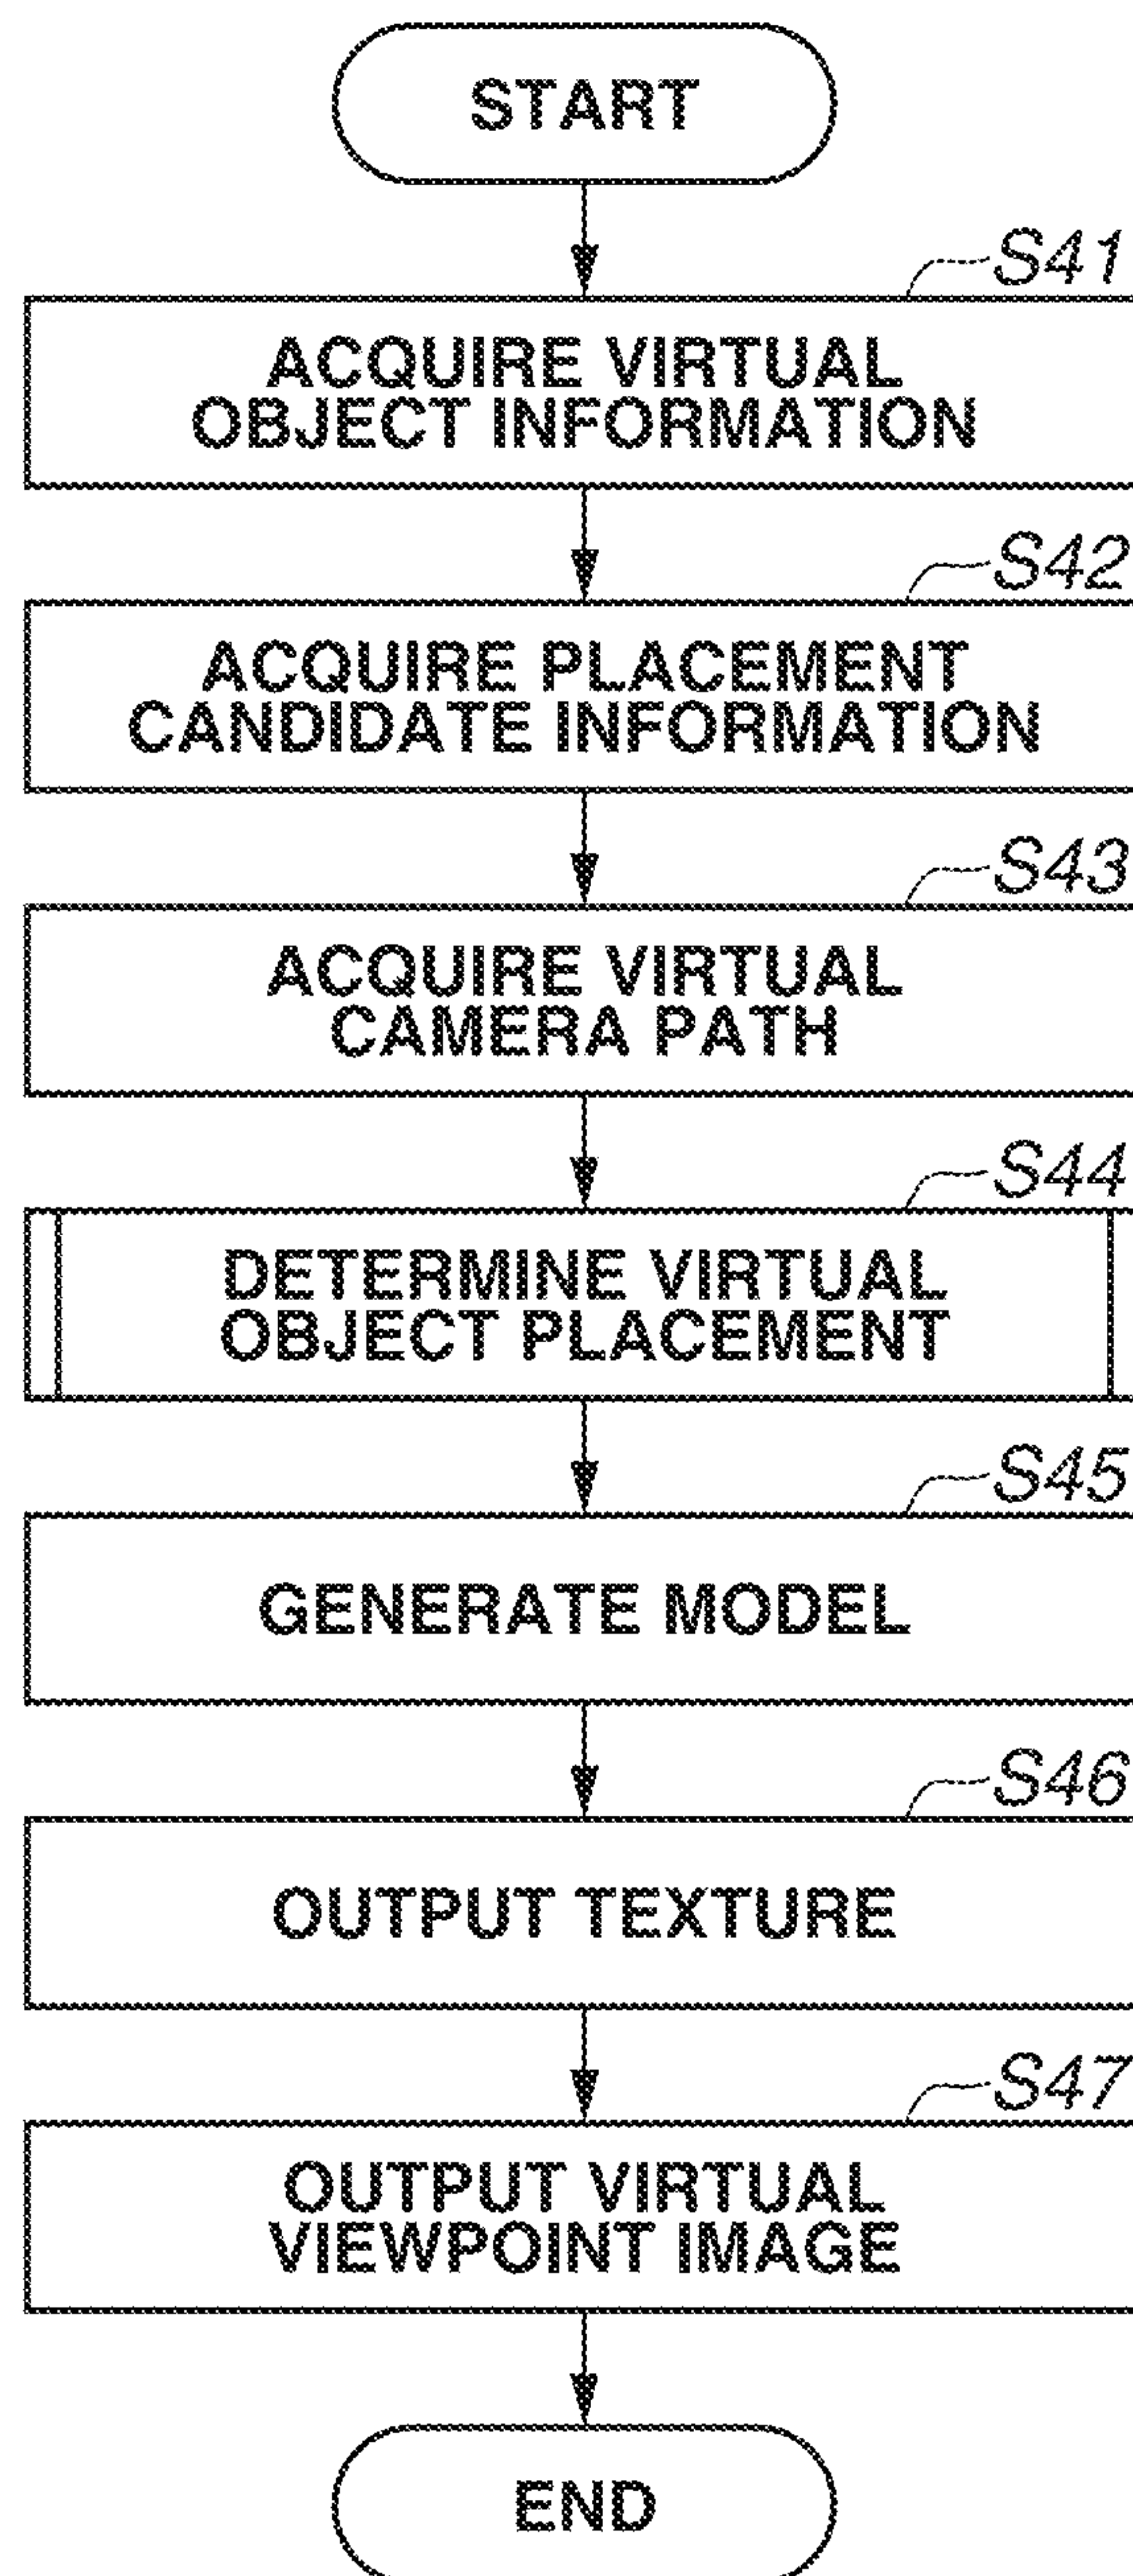 START
S41
ACQUIRE VIRTUAL
OBJECT INFORMATION
S42
ACQUIRE PLACEMENT
CANDIDATE INFORMATION
S43
ACQUIRE VIRTUAL
CAMERA PATH
S44
DETERMINE VIRTUAL
OBJECT PLACEMENT
S45
GENERATE MODEL
S46
OUTPUT TEXTURE
S47
OUTPUT VIRTUAL
VIEWPOINT IMAGE
END